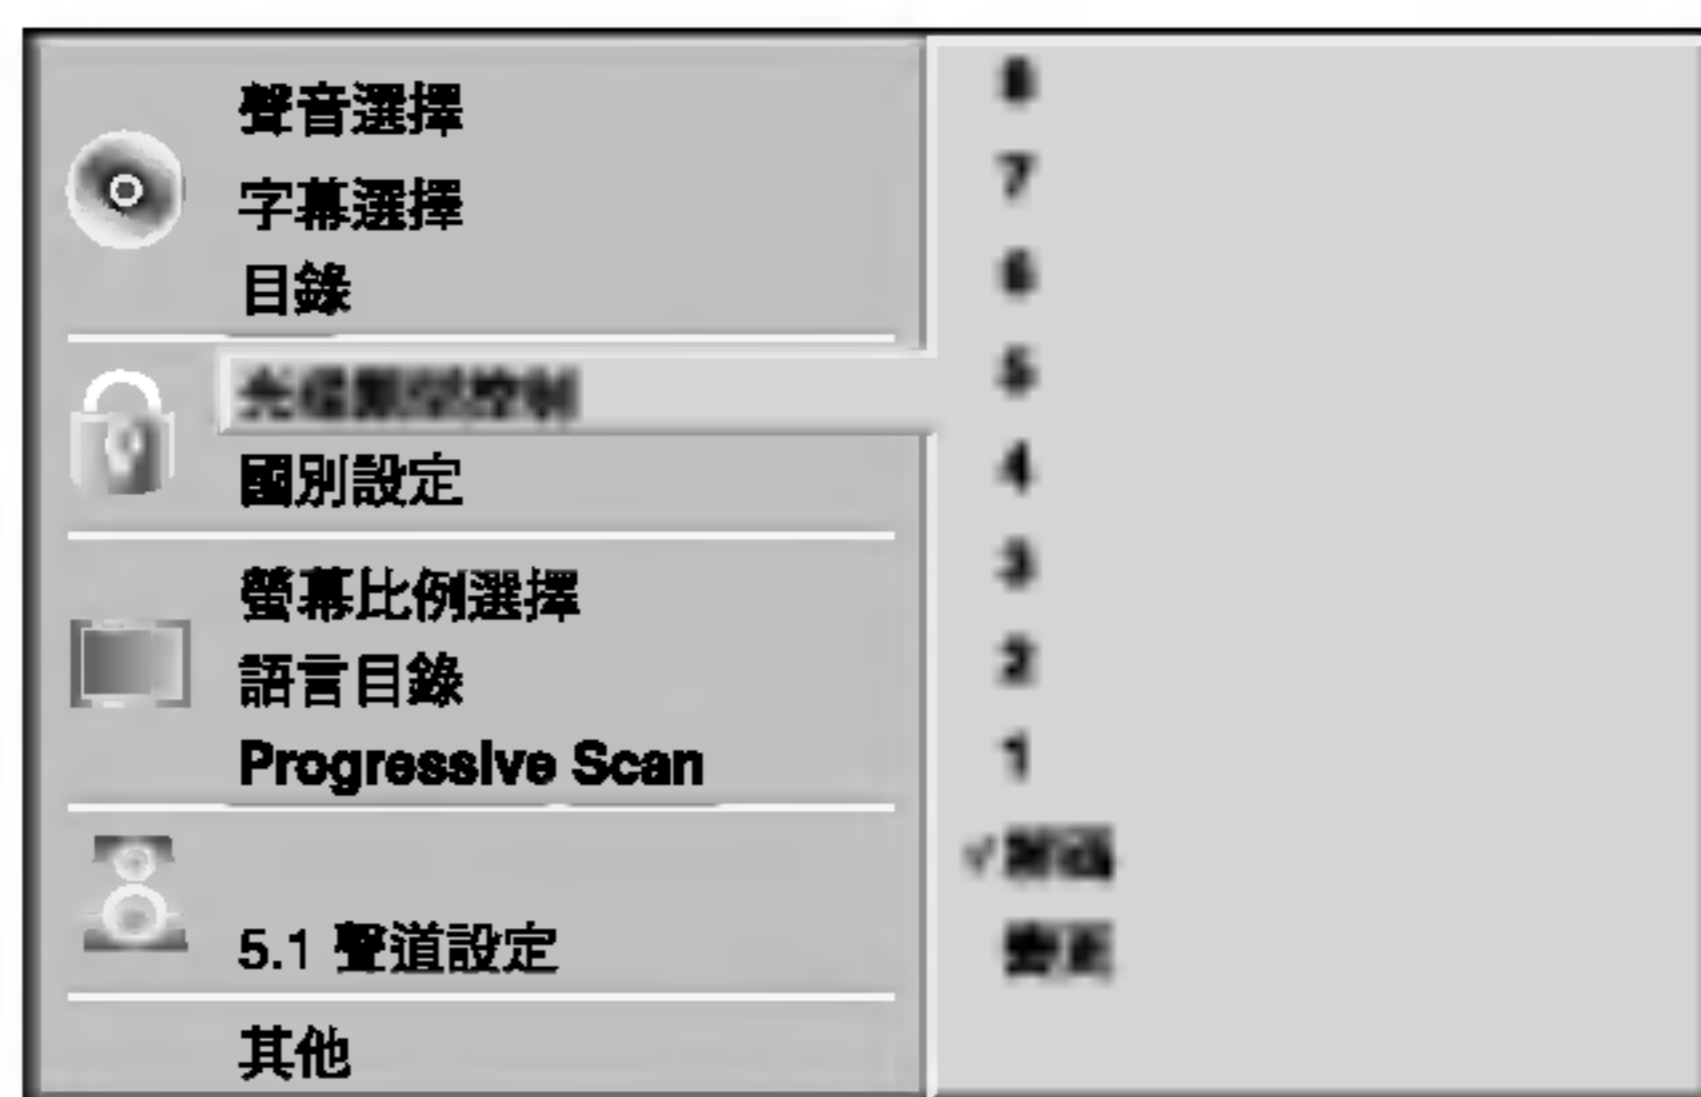 聲音選擇
字幕選擇
目錄
國別設定
螢幕比例選擇
語言目錄
Progressive Scan
5.1 聲道設定
其他
8
7
6
5
4
3
2
1